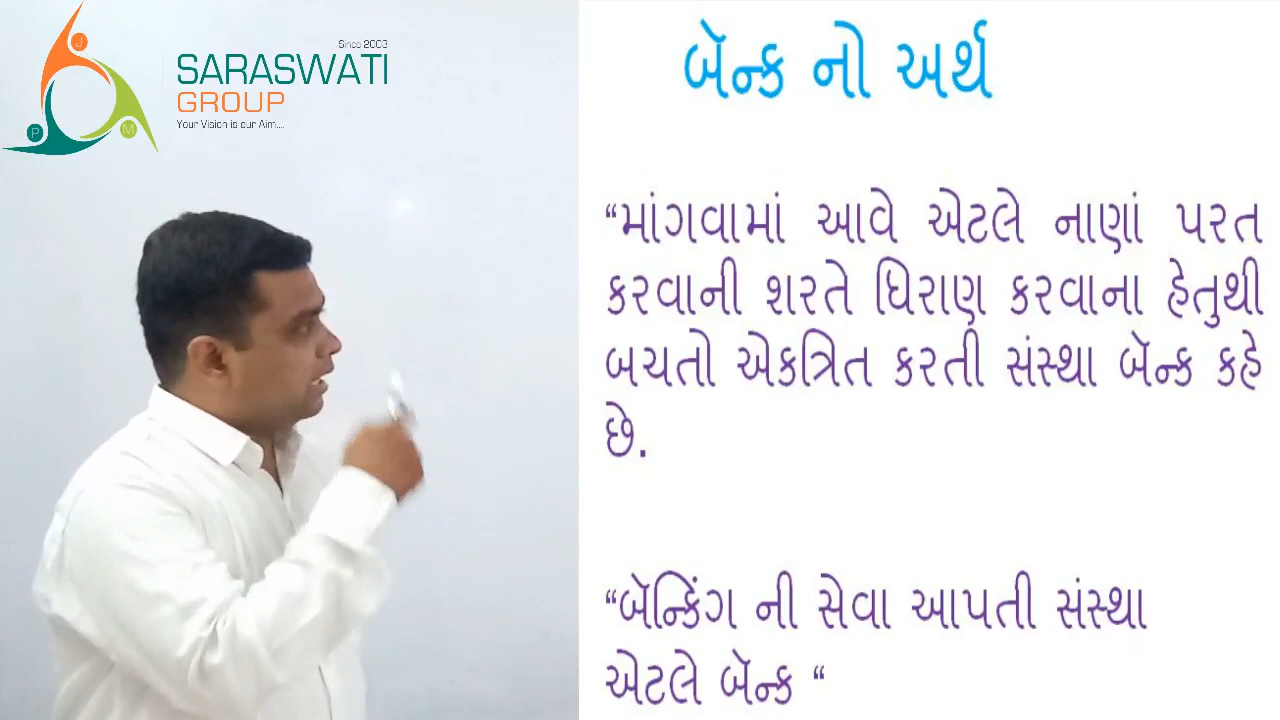 Since 2003
SARASWATI
GROUP
Your Vision is our Aim....
J
P
M
બૅન્ક નો અર્થ
“માંગવામાં આવે એટલે નાણાં પરત
કરવાની શરતે ધિરાણ કરવાના હેતુથી
બચતો એકત્રિત કરતી સંસ્થા બૅન્ક કહે
છે.
“બૅન્કિંગ ની સેવા આપતી સંસ્થા
એટલે બૅન્ક “